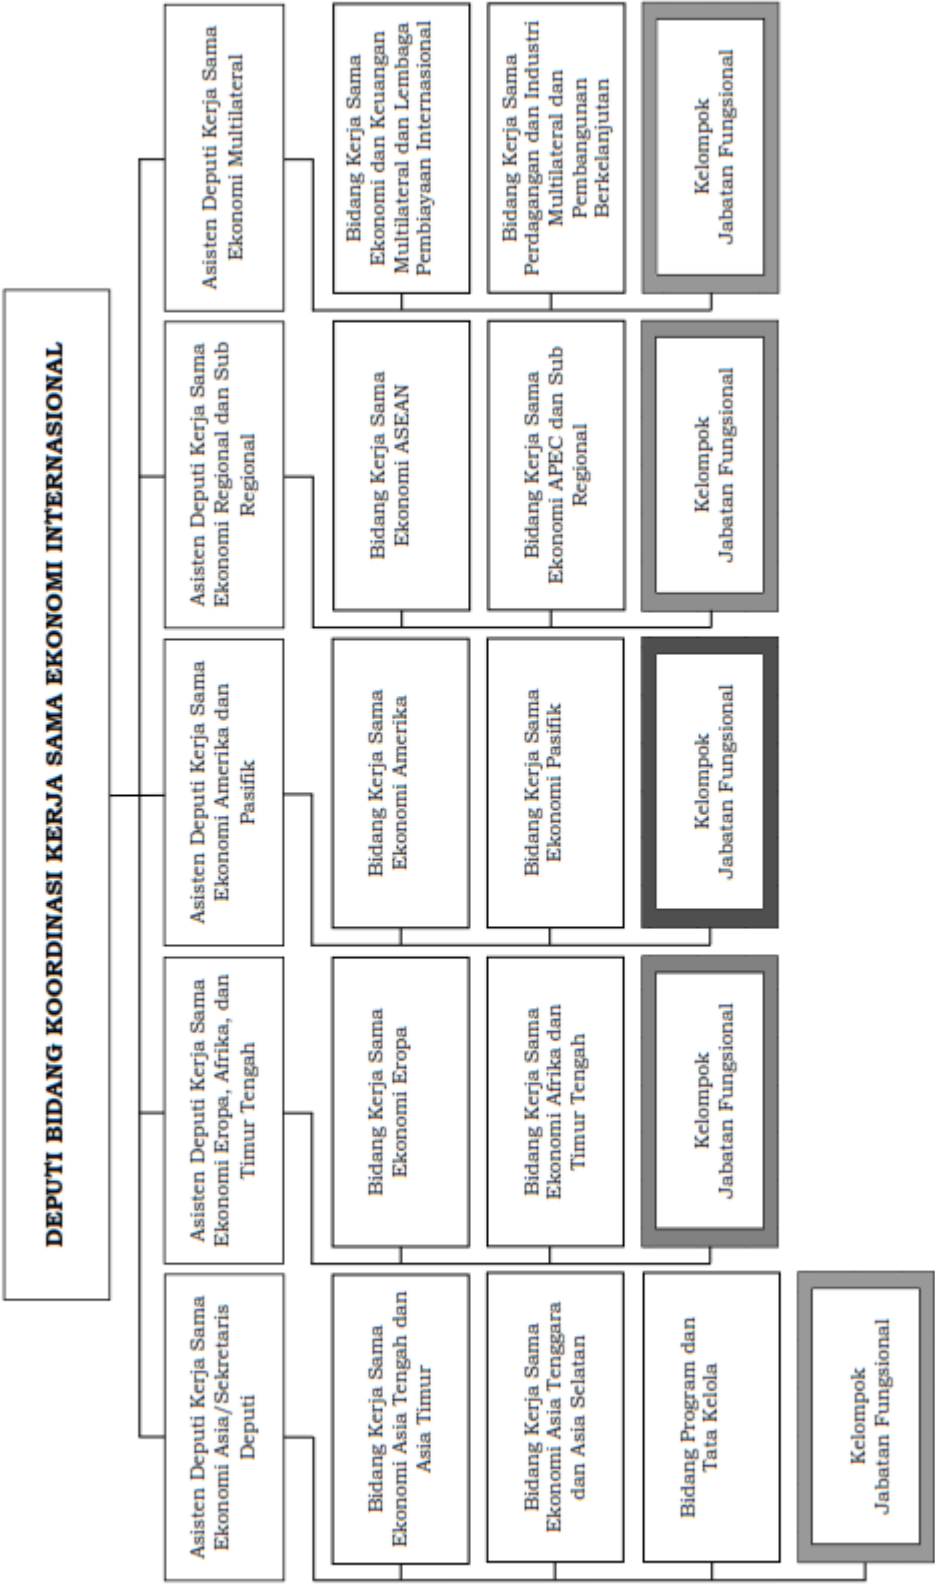 DEPUTI BIDANG KOORDINASI KERJA SAMA EKONOMI INTERNASIONAL
Asisten Deputi Kerja Sama
Ekonomi Asia/Sekretaris
Deputi
Bidang Kerja Sama
Ekonomi Asia Tengah dan
Asia Timur
Bidang Kerja Sama
Ekonomi Asia Tenggara
dan Asia Selatan
Bidang Program dan
Tata Kelola
Kelompok
Jabatan Fungsional
Asisten Deputi Kerja Sama
Ekonomi Eropa, Afrika, dan
Timur Tengah
Bidang Kerja Sama
Ekonomi Eropa
Bidang Kerja Sama
Ekonomi Afrika dan
Timur Tengah
Kelompok
Jabatan Fungsional
Asisten Deputi Kerja Sama
Ekonomi Amerika dan
Pasifik
Bidang Kerja Sama
Ekonomi Amerika
Bidang Kerja Sama
Ekonomi Pasifik
Kelompok
Jabatan Fungsional
Asisten Deputi Kerja Sama
Ekonomi Regional dan Sub
Regional
Bidang Kerja Sama
Ekonomi ASEAN
Bidang Kerja Sama
Ekonomi APEC dan Sub
Regional
Kelompok
Jabatan Fungsional
Asisten Deputi Kerja Sama
Ekonomi Multilateral
Bidang Kerja Sama
Ekonomi dan Keuangan
Multilateral dan Lembaga
Pembiayaan Internasional
Bidang Kerja Sama
Perdagangan dan Industri
Multilateral dan
Pembangunan
Berkelanjutan
Kelompok
Jabatan Fungsional